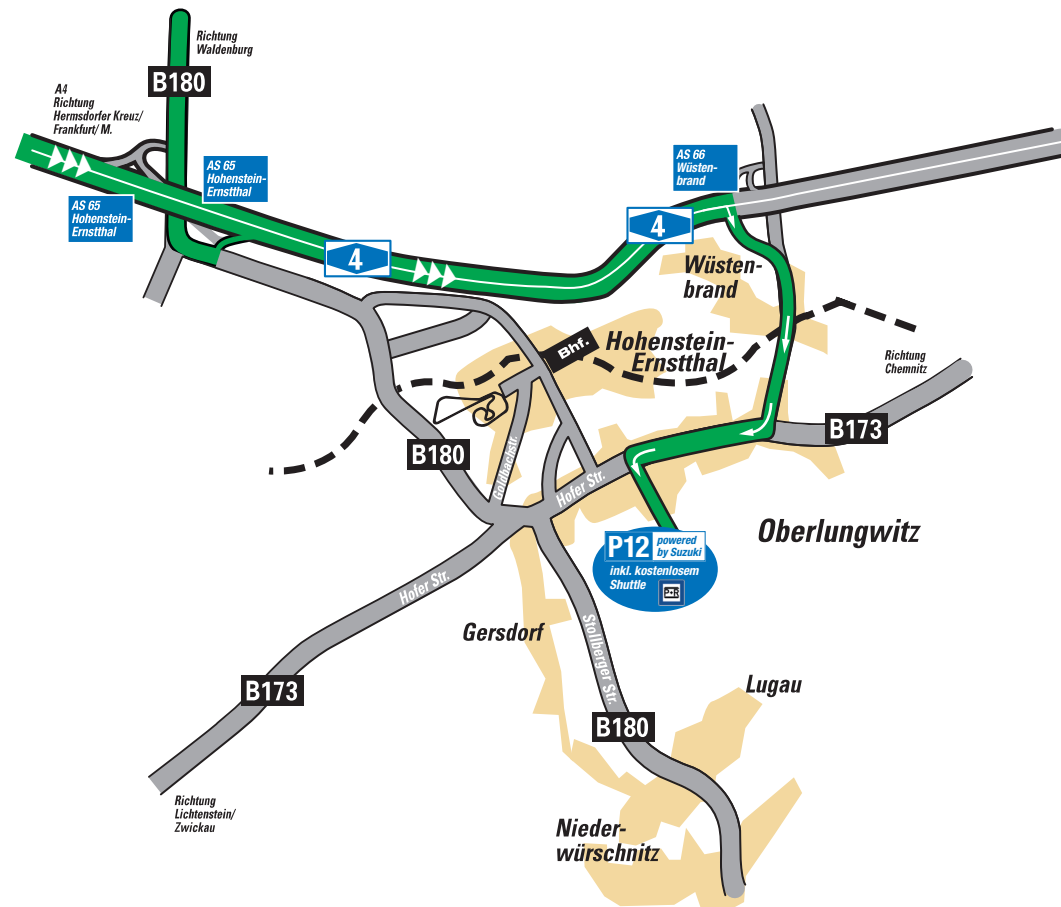 Richtung
Waldenburg
B180
A4
Richtung
Hermsdorfer Kreuz/
Frankfurt/ M.
AS 65
Hohenstein-
Ernstthal
AS 65
Hohenstein-
Ernstthal
AS 66
Wüsten-
brand
4
4
Wüsten-
brand
Bhf.
Hohenstein-
Ernstthal
Richtung
Chemnitz
B173
B180
Goldbachstr.
Hofer Str.
Oberlungwitz
P12
powered
by Suzuki
inkl. kostenlosem
Shuttle
P+R
Hofer Str.
Gersdorf
Stollberger Str.
B173
Lugau
B180
Richtung
Lichtenstein/
Zwickau
Nieder-
würschnitz